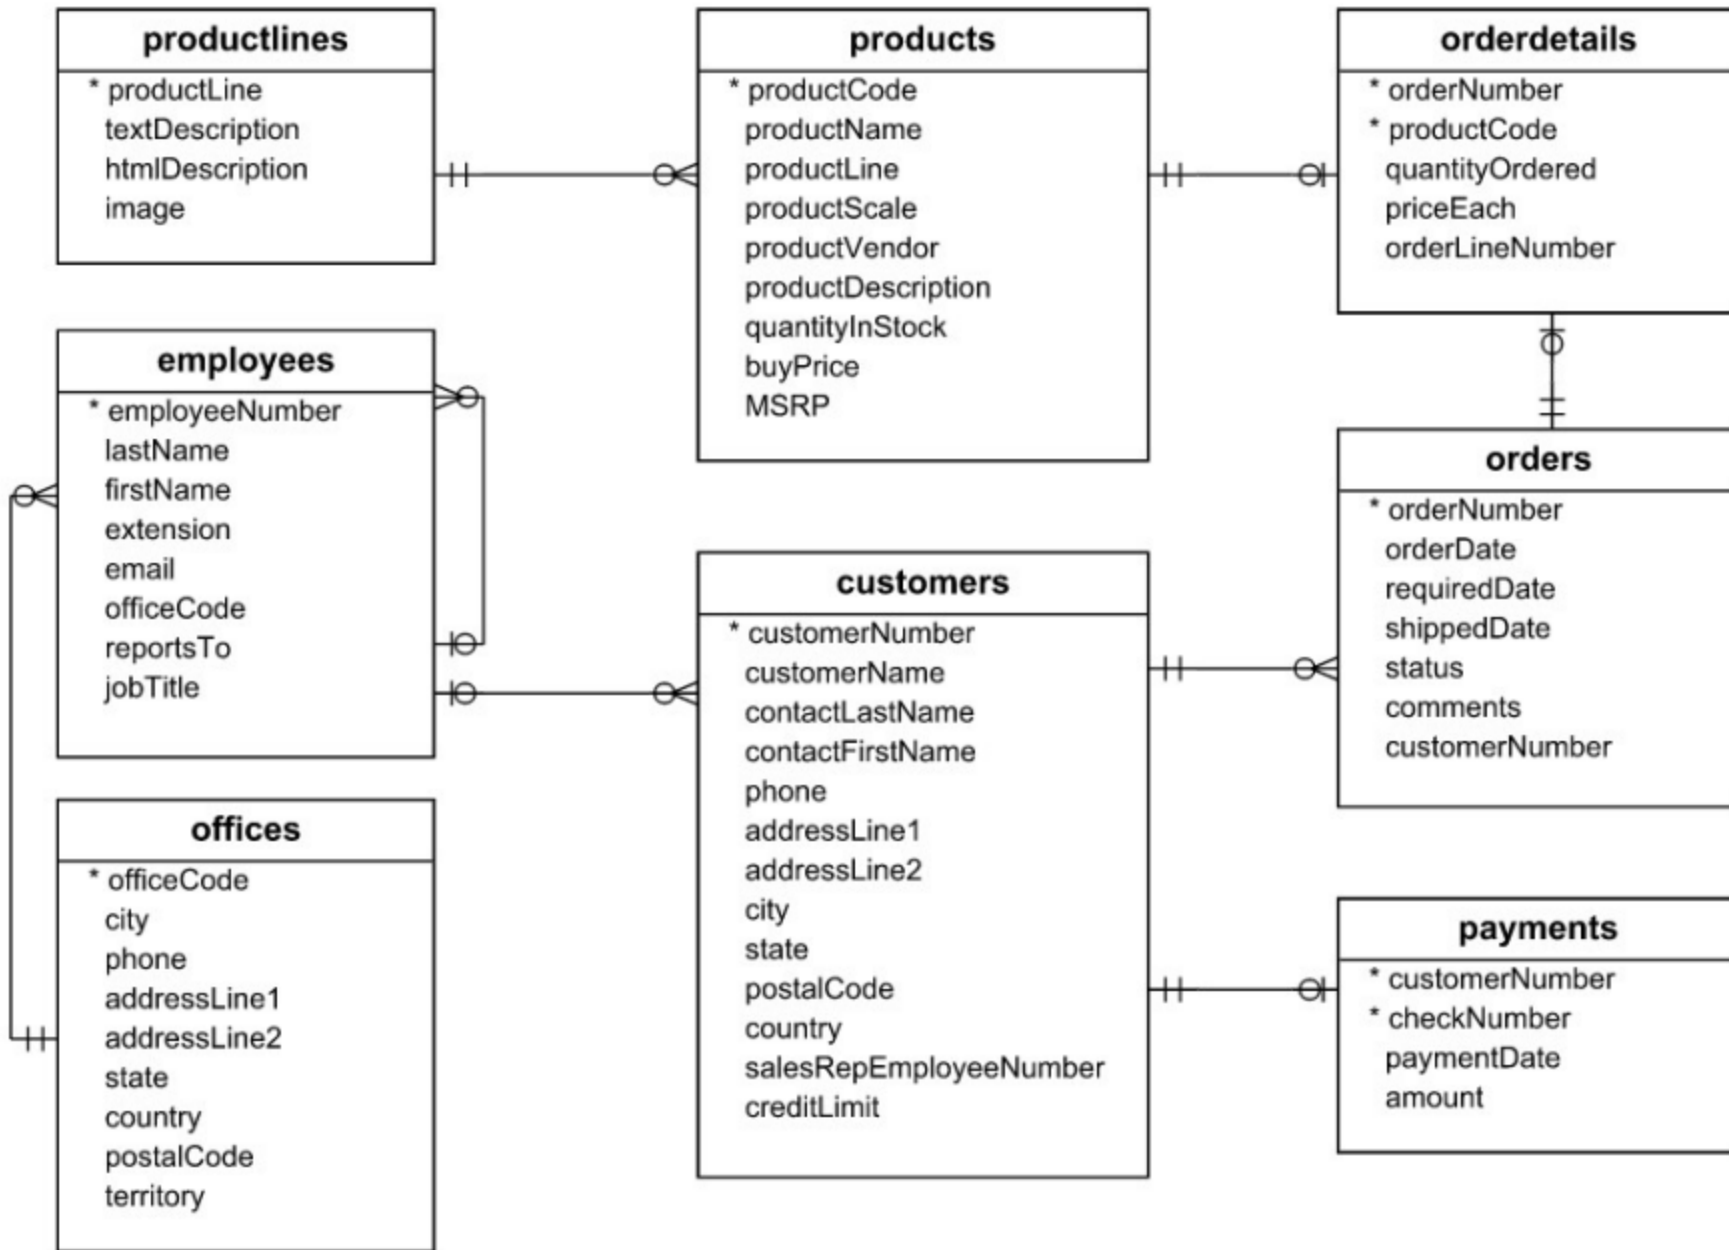 productlines
* productLine
textDescription
htmlDescription
image
products
* productCode
productName
productLine
productScale
productVendor
productDescription
quantityInStock
buyPrice
MSRP
orderdetails
* orderNumber
* productCode
quantityOrdered
priceEach
orderLineNumber
employees
* employeeNumber
lastName
firstName
extension
email
officeCode
reportsTo
jobTitle
customers
* customerNumber
customerName
contactLastName
contactFirstName
phone
addressLine1
addressLine2
city
state
postalCode
country
salesRepEmployeeNumber
creditLimit
orders
* orderNumber
orderDate
requiredDate
shippedDate
status
comments
customerNumber
offices
* officeCode
city
phone
addressLine1
addressLine2
state
country
postalCode
territory
payments
* customerNumber
* checkNumber
paymentDate
amount